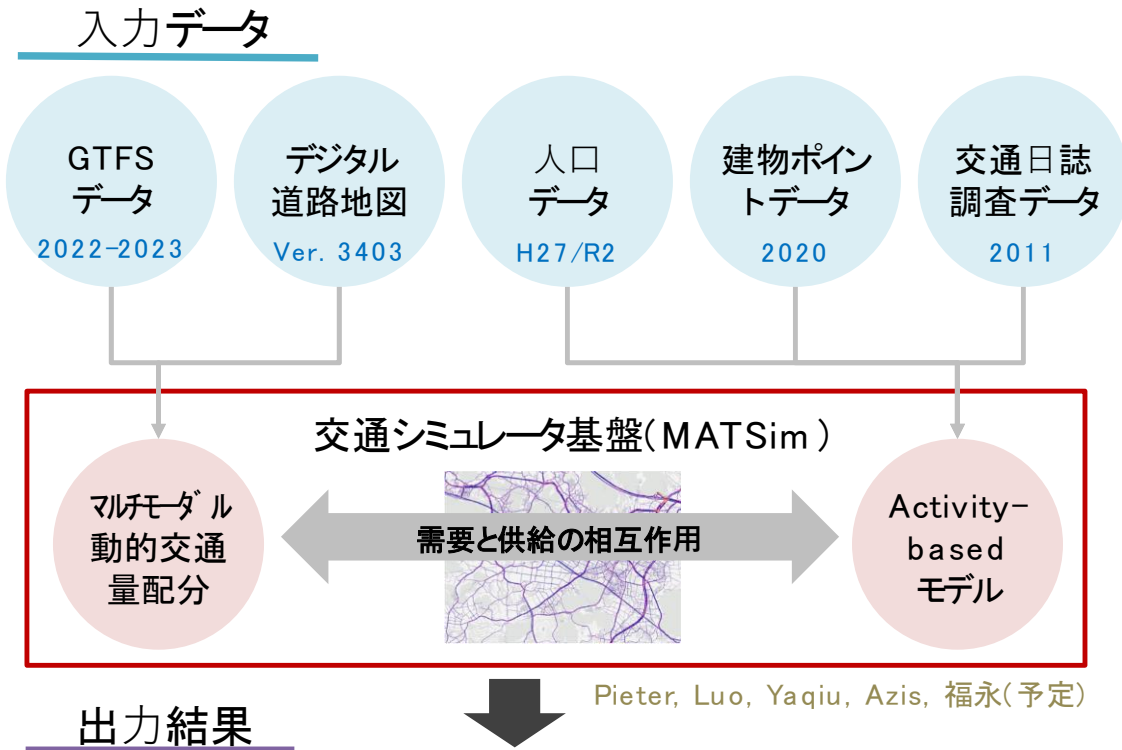 入力データ
GTFS
データ
2022-2023
デジタル
道路地図
Ver. 3403
人口
データ
H27/R2
建物ポイン
トデータ
2020
交通日誌
調査データ
2011
交通シミュレータ基盤(MATSim)
マルチモーダル
動的交通
量配分
需要と供給の相互作用
Activity-
based
モデル
Pieter, Luo, Yaqiu, Azis, 福永(予定)
出力結果